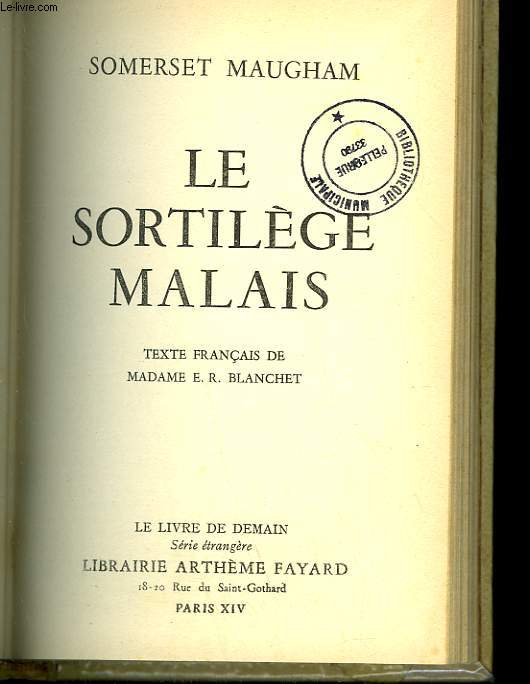 Le-livre.com
SOMERSET MAUGHAM
BIBLIOTHEQUE MUNICIPALE
PELLEGRUE
33790
LE
SORTILÈGE
MALAIS
TEXTE FRANÇAIS DE
MADAME E. R. BLANCHET
LE LIVRE DE DEMAIN
Série étrangère
LIBRAIRIE ARTHÈME FAYARD
18-20 Rue du Saint-Gothard
PARIS XIV